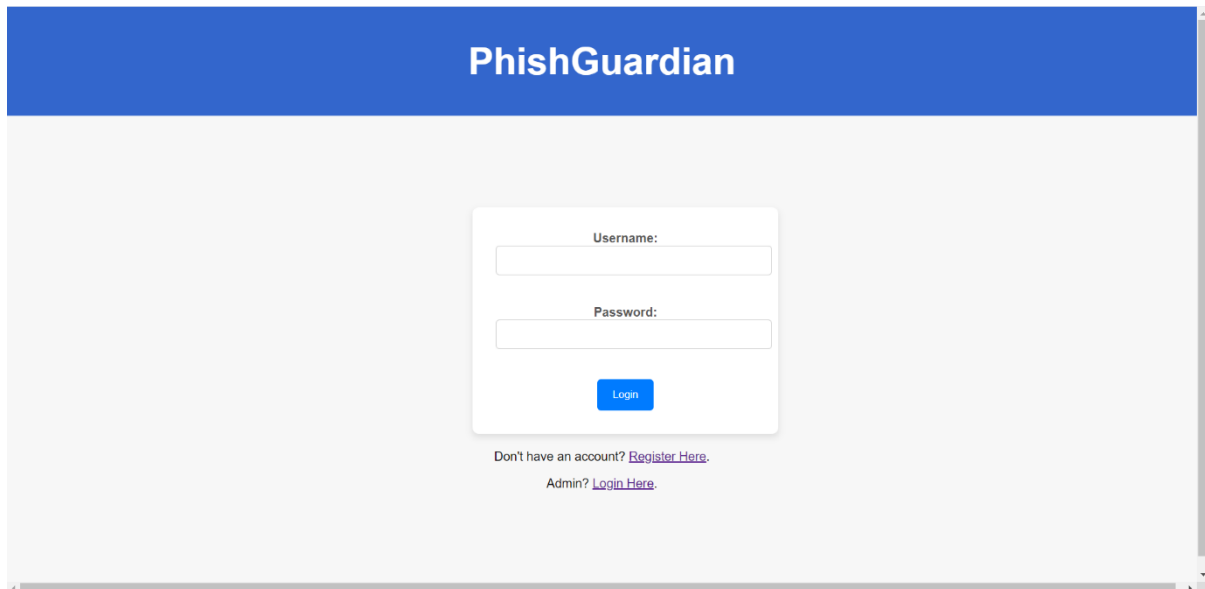 PhishGuardian
Username:
Password:
Login
Don't have an account? Register Here.
Admin? Login Here.